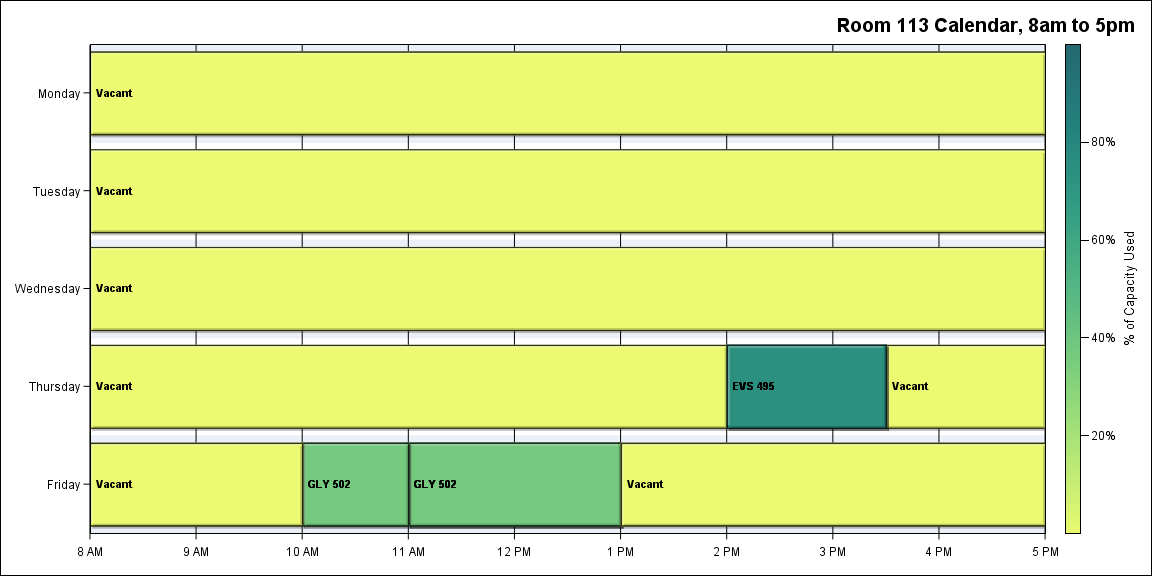 Room 113 Calendar, 8am to 5pm
Monday
Vacant
Tuesday
Vacant
Wednesday
Vacant
Thursday
Vacant
EVS 495
Vacant
Friday
Vacant
GLY 502
GLY 502
Vacant
8 AM
9 AM
10 AM
11 AM
12 PM
1 PM
2 PM
3 PM
4 PM
5 PM
80%
60%
40%
20%
% of Capacity Used